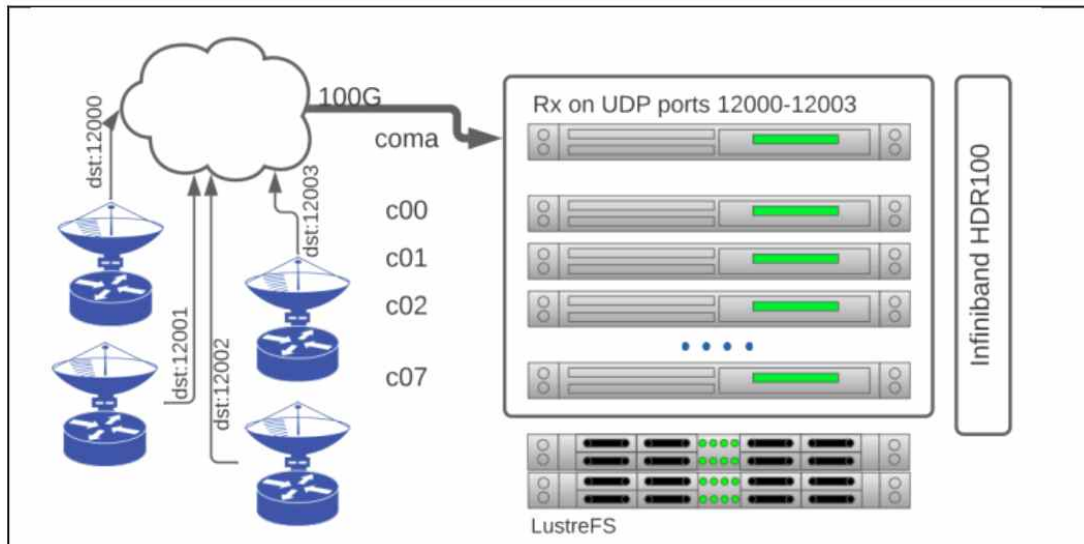 dst:12000
dst:12001
dst:12002
dst:12003
100G
coma
c00
c01
c02
c07
Rx on UDP ports 12000-12003
Infiniband HDR100
LustreFS